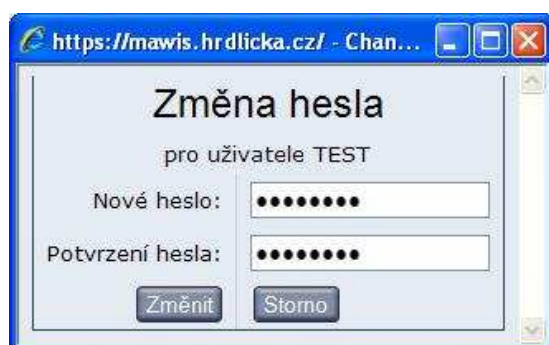 https://mawis.hrdlicka.cz/ - Chan...
Změna hesla
pro uživatele TEST
Nové heslo: ●●●●●●●●
Potvrzení hesla: ●●●●●●●●
Změnit Storno